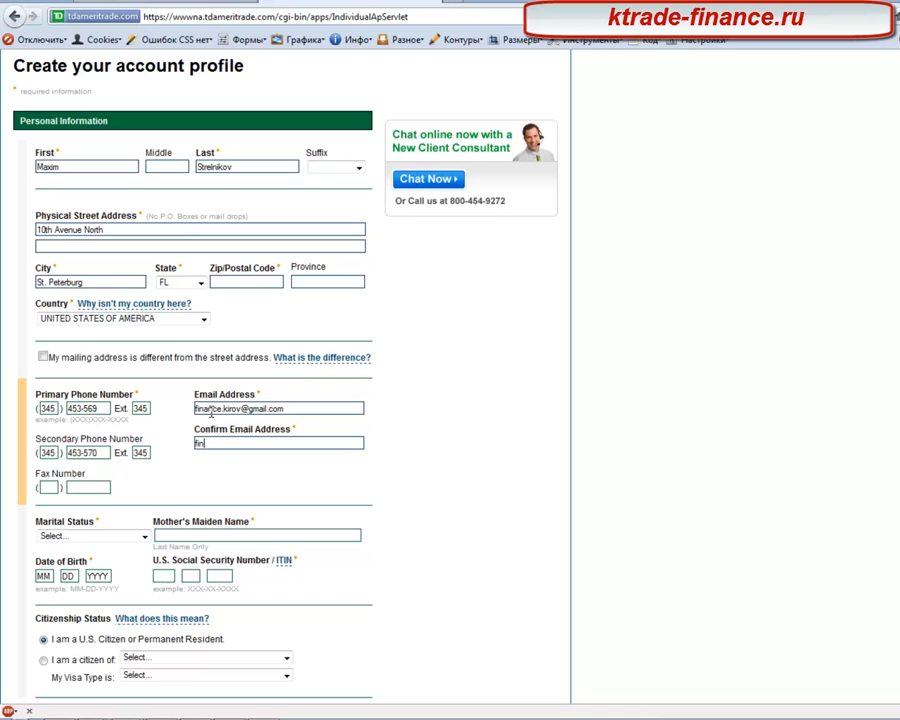 tdameritrade.com https://wwwna.tdameritrade.com/cgi-bin/apps/IndividualApServlet
ktrade-finance.ru
Отключить Cookies Ошибок CSS нет Формы Графика Инфо Разное Контуры Размеры Инструменты Код Настройки
Create your account profile
* required information
Personal Information
First * Middle Last * Suffix
Maxim Strelnikov
Physical Street Address * (No P.O. Boxes or mail drops)
10th Avenue North
City * State * Zip/Postal Code * Province
St. Peterburg FL
Country * Why isn't my country here?
UNITED STATES OF AMERICA
My mailing address is different from the street address. What is the difference?
Primary Phone Number *
(345) 453-569 Ext. 345
example: (XXX)XXX-XXXX
Secondary Phone Number
(345) 453-570 Ext. 345
Fax Number
( )
Email Address *
finance.kirov@gmail.com
Confirm Email Address *
fin
Marital Status * Mother's Maiden Name *
Select...
Last Name Only
Date of Birth * U.S. Social Security Number / ITIN *
MM DD YYYY
example: MM-DD-YYYY example: XXX-XX-XXXX
Citizenship Status What does this mean?
I am a U.S. Citizen or Permanent Resident.
I am a citizen of: Select...
My Visa Type is: Select...
Chat online now with a
New Client Consultant
Chat Now
Or Call us at 800-454-9272
ABP